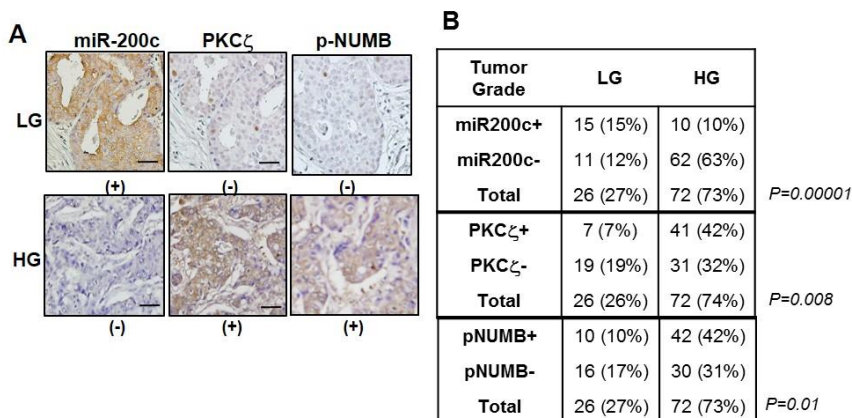 A
miR-200c PKCζ p-NUMB
LG
(+) (-) (-)
HG
(-) (+) (+)
B
Tumor Grade LG HG
miR200c+ 15 (15%) 10 (10%)
miR200c- 11 (12%) 62 (63%)
Total 26 (27%) 72 (73%) P=0.00001
PKCζ+ 7 (7%) 41 (42%)
PKCζ- 19 (19%) 31 (32%)
Total 26 (26%) 72 (74%) P=0.008
pNUMB+ 10 (10%) 42 (42%)
pNUMB- 16 (17%) 30 (31%)
Total 26 (27%) 72 (73%) P=0.01